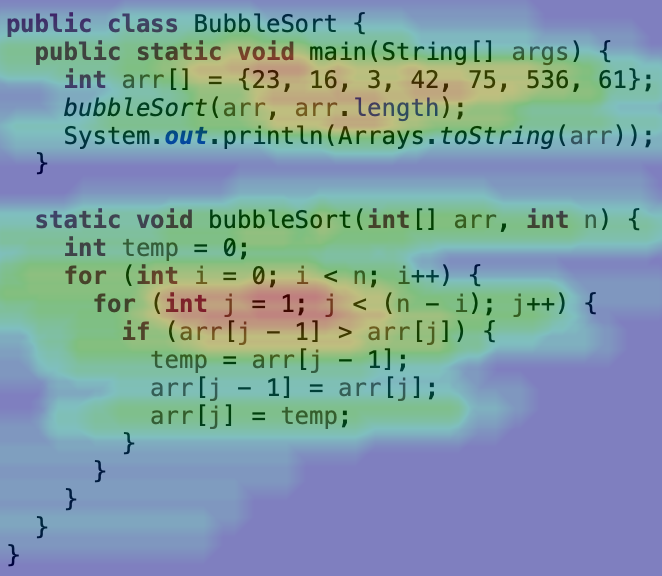 public class BubbleSort {
  public static void main(String[] args) {
    int arr[] = {23, 16, 3, 42, 75, 536, 61};
    bubbleSort(arr, arr.length);
    System.out.println(Arrays.toString(arr));
  }

  static void bubbleSort(int[] arr, int n) {
    int temp = 0;
    for (int i = 0; i < n; i++) {
      for (int j = 1; j < (n - i); j++) {
        if (arr[j - 1] > arr[j]) {
          temp = arr[j - 1];
          arr[j - 1] = arr[j];
          arr[j] = temp;
        }
      }
    }
  }
}